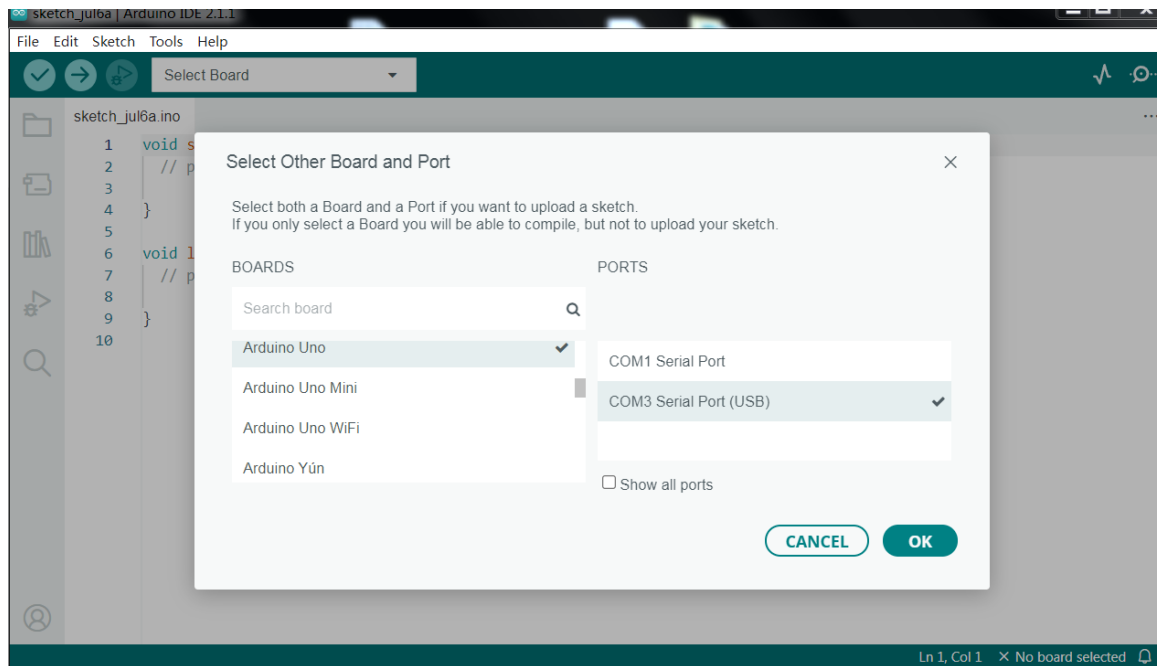 sketch_jul6a | Arduino IDE 2.1.1
File Edit Sketch Tools Help
Select Board
sketch_jul6a.ino
...
1 void s
2 // p
3
4 }
5
6 void l
7 // p
8
9 }
10
Select Other Board and Port
Select both a Board and a Port if you want to upload a sketch.
If you only select a Board you will be able to compile, but not to upload your sketch.
BOARDS
Search board
Arduino Uno
Arduino Uno Mini
Arduino Uno WiFi
Arduino Yún
PORTS
COM1 Serial Port
COM3 Serial Port (USB)
Show all ports
CANCEL OK
Ln 1, Col 1 No board selected